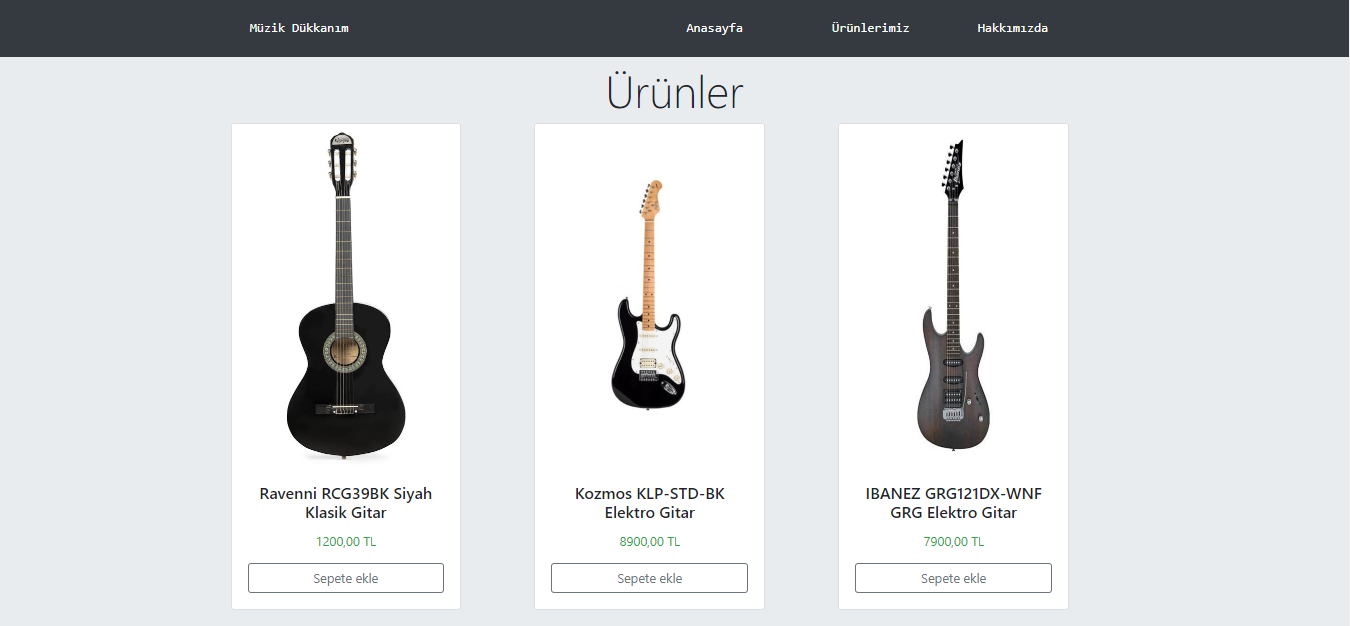 Müzik Dükkanım
Anasayfa
Ürünlerimiz
Hakkımızda
Ürünler
Ravenni RCG39BK Siyah
Klasik Gitar
1200,00 TL
Sepete ekle
Kozmos KLP-STD-BK
Elektro Gitar
8900,00 TL
Sepete ekle
IBANEZ GRG121DX-WNF
GRG Elektro Gitar
7900,00 TL
Sepete ekle